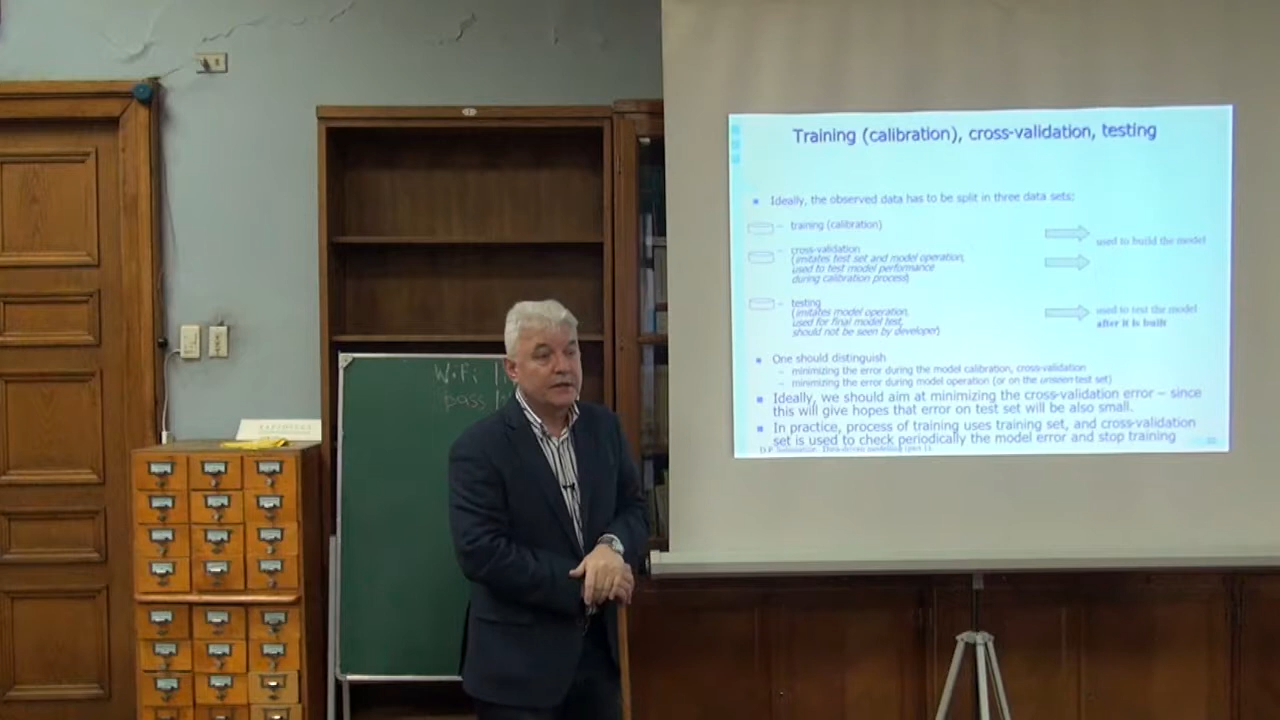 Training (calibration), cross-validation, testing
Ideally, the observed data has to be split in three data sets:
– training (calibration)
– cross-validation
(imitates test set and model operation,
used to test model performance
during calibration process)
used to build the model
– testing
(imitates model operation,
used for final model test,
should not be seen by developer)
used to test the model
after it is built
One should distinguish
– minimizing the error during the model calibration, cross-validation
– minimizing the error during model operation (or on the unseen test set)
Ideally, we should aim at minimizing the cross-validation error – since
this will give hopes that error on test set will be also small.
In practice, process of training uses training set, and cross-validation
set is used to check periodically the model error and stop training
D.P. Data-driven modelling (part 1).
WiFi
pass